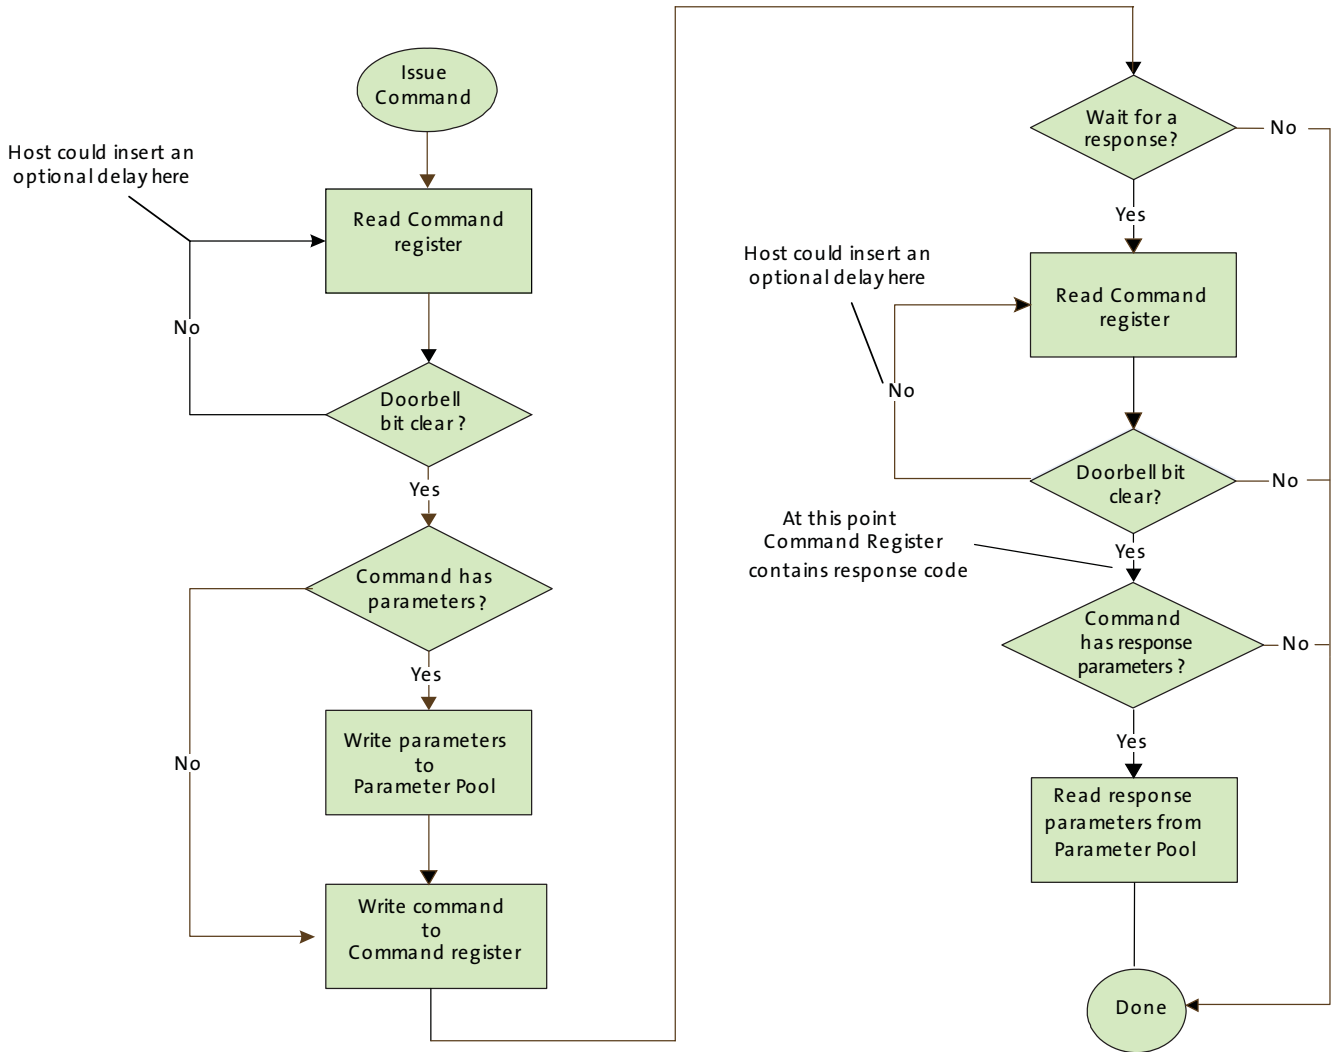 Issue
Command
Host could insert an
optional delay here
Read Command
register
No
Doorbell
bit clear ?
Yes
Command has
parameters ?
Yes
Write parameters
to
Parameter Pool
No
Write command
to
Command register
Wait for a
response?
No
Yes
Host could insert an
optional delay here
Read Command
register
No
Doorbell bit
clear?
No
At this point
Command Register
contains response code
Yes
Command
has response
parameters ?
No
Yes
Read response
parameters from
Parameter Pool
Done